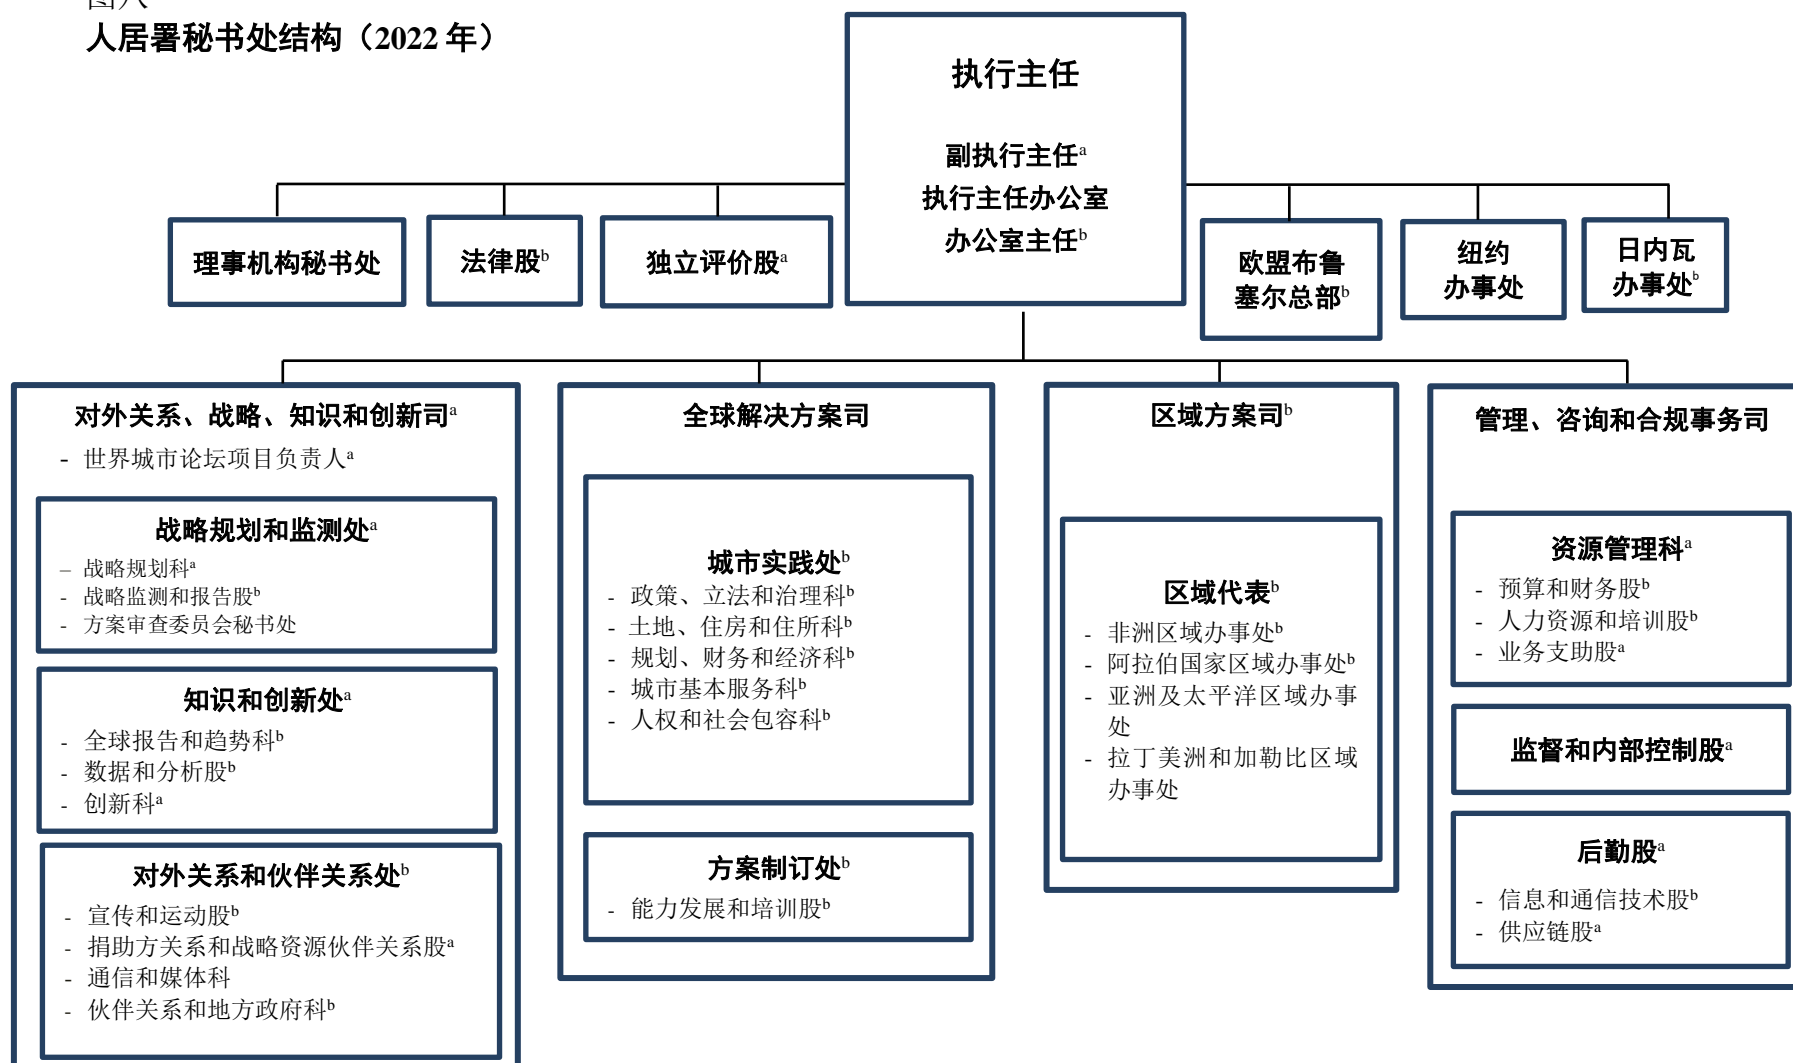 图八
人居署秘书处结构（2022 年）
执行主任
副执行主任a
执行主任办公室
办公室主任b
理事机构秘书处
法律股b
独立评价股a
欧盟布鲁
塞尔总部b
纽约
办事处
日内瓦
办事处b
对外关系、战略、知识和创新司a
- 世界城市论坛项目负责人a
战略规划和监测处a
– 战略规划科a
- 战略监测和报告股b
- 方案审查委员会秘书处
知识和创新处a
- 全球报告和趋势科b
- 数据和分析股b
- 创新科a
对外关系和伙伴关系处b
- 宣传和运动股b
- 捐助方关系和战略资源伙伴关系股a
- 通信和媒体科
- 伙伴关系和地方政府科b
全球解决方案司
城市实践处b
- 政策、立法和治理科b
- 土地、住房和住所科b
- 规划、财务和经济科b
- 城市基本服务科b
- 人权和社会包容科b
方案制订处b
- 能力发展和培训股b
区域方案司b
区域代表b
- 非洲区域办事处b
- 阿拉伯国家区域办事处b
- 亚洲及太平洋区域办事
处
- 拉丁美洲和加勒比区域
办事处
管理、咨询和合规事务司
资源管理科a
- 预算和财务股b
- 人力资源和培训股b
- 业务支助股a
监督和内部控制股a
后勤股a
- 信息和通信技术股b
- 供应链股a